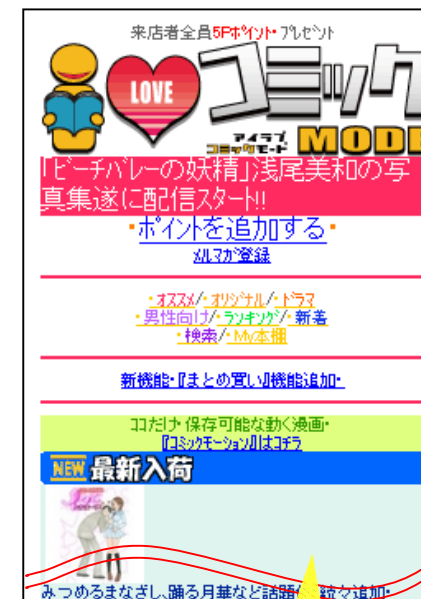 来店者全員5Pﾎﾟｲﾝﾄ・ﾌﾟﾚｾﾞﾝﾄ
LOVE
コミック
アイラブ
コミックモード
MODE
「ビーチバレーの妖精」浅尾美和の写
真集遂に配信スタート!!
・ポイントを追加する・
ﾒﾙﾏｶﾞ登録
・ｵｽｽﾒ/・ｵﾘｼﾞﾅﾙ/・ﾄﾞﾗﾏ
・男性向け/・ﾗﾝｷﾝｸﾞ/・新着
・検索/・My本棚
新機能・『まとめ買い』機能追加・
ココだけ・保存可能な動く漫画・
『ｺﾐｯｸﾓｰｼｮﾝ』はｺﾁﾗ
NEW 最新入荷
みつめるまなざし、踊る月華など話題 続々追加・